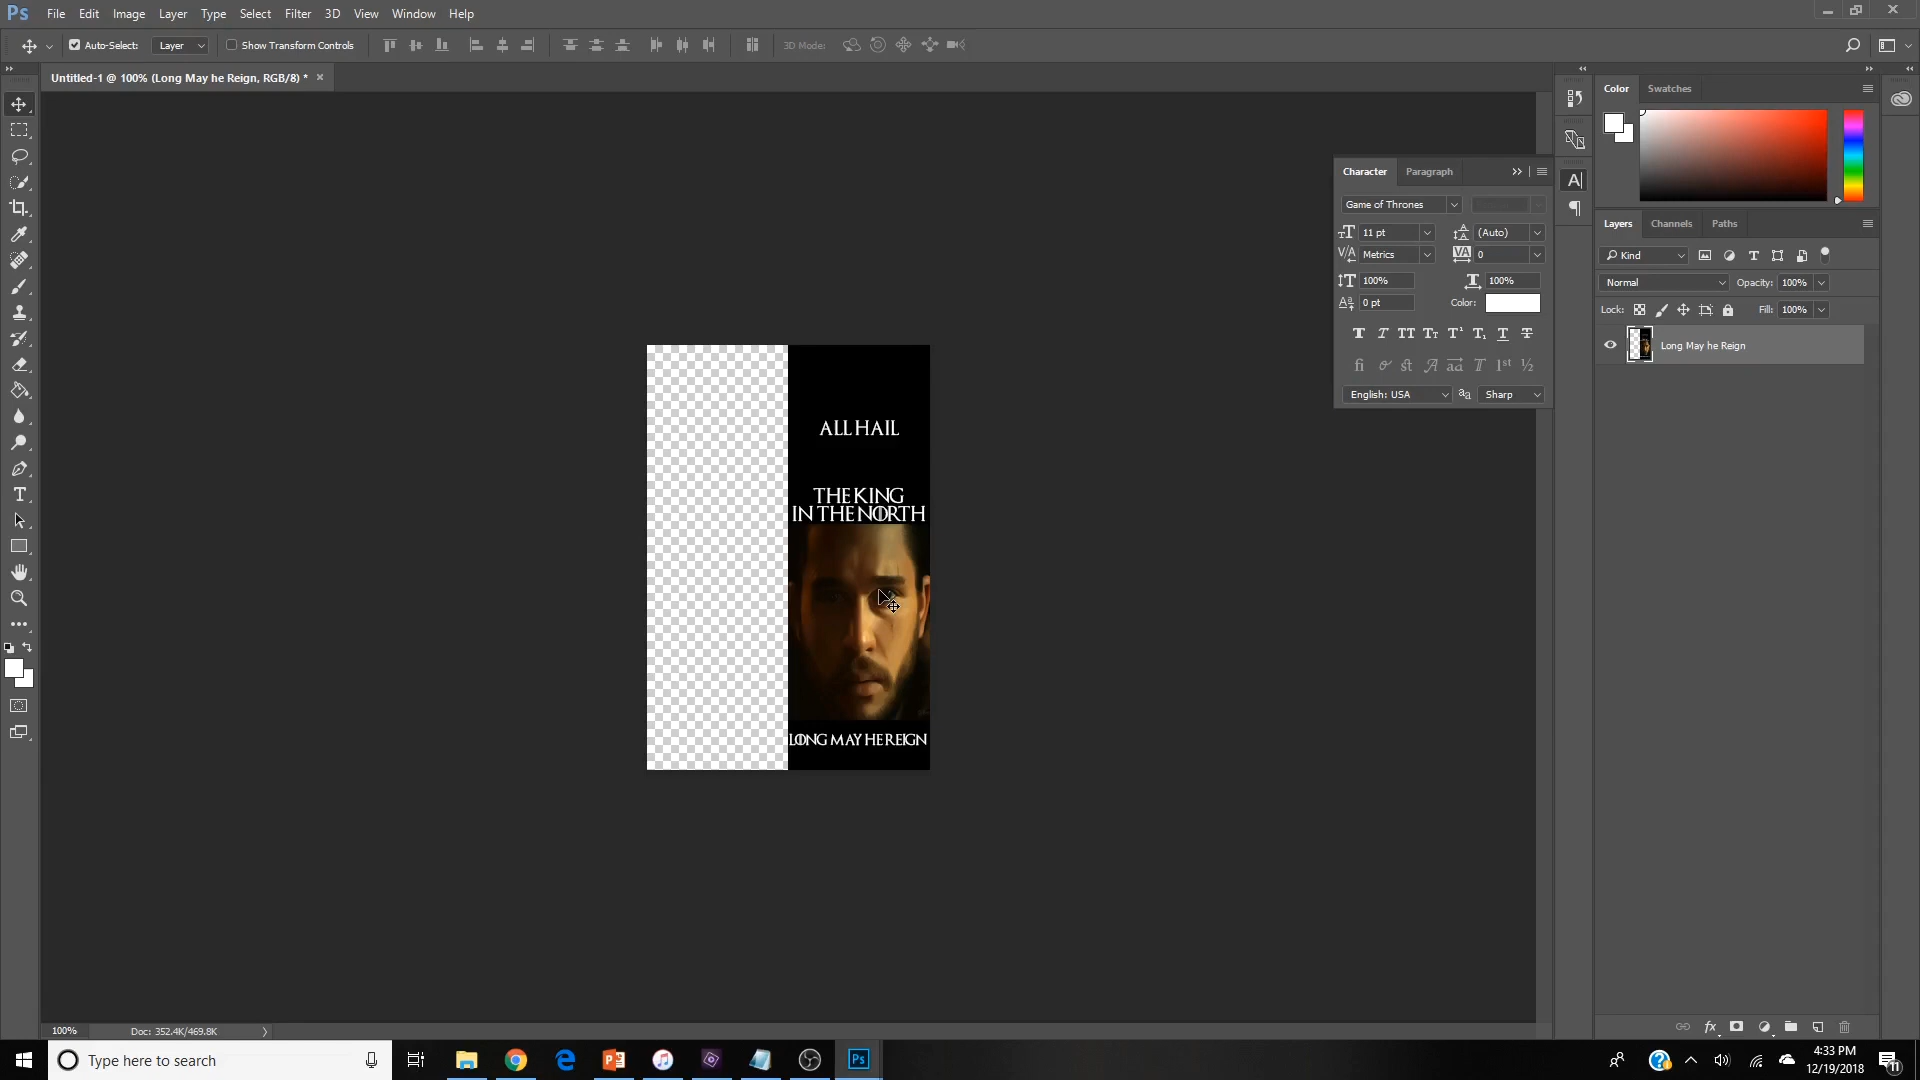 Ps File Edit Image Layer Type Select Filter 3D View Window Help
Auto-Select: Layer Show Transform Controls 3D Mode:
Untitled-1 @ 100% (Long May he Reign, RGB/8) * ×
Color Swatches
Character Paragraph
Game of Thrones
11 pt (Auto)
Metrics 0
100% 100%
0 pt Color:
English: USA Sharp
Layers Channels Paths
Kind
Normal Opacity: 100%
Lock: Fill: 100%
Long May he Reign
ALL HAIL
THE KING
IN THE NORTH
LONG MAY HE REIGN
100% Doc: 352.4K/469.8K
Type here to search
4:33 PM
12/19/2018
11